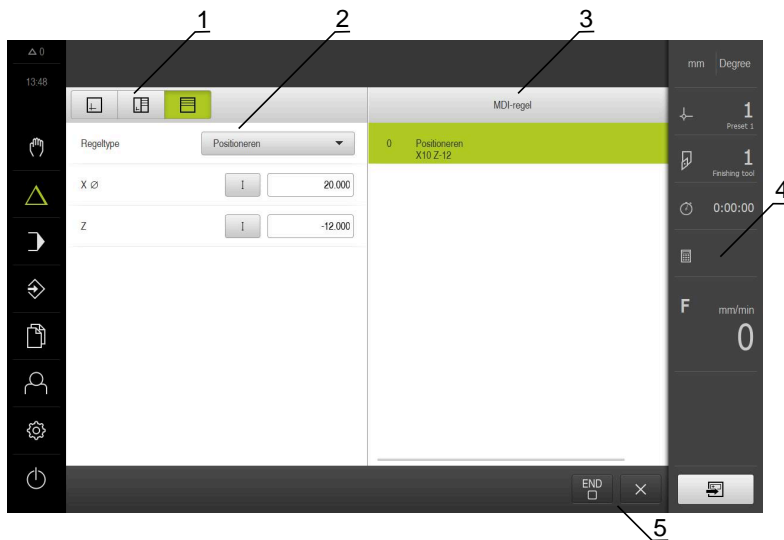 1
2
3
0
13:48
mm Degree
MDI-regel
1
Preset 1
Regeltype
Positioneren
0 Positioneren
X10 Z-12
1
Finishing tool
X Ø
I
20.000
4
0:00:00
Z
I
-12.000
F mm/min
0
END
5